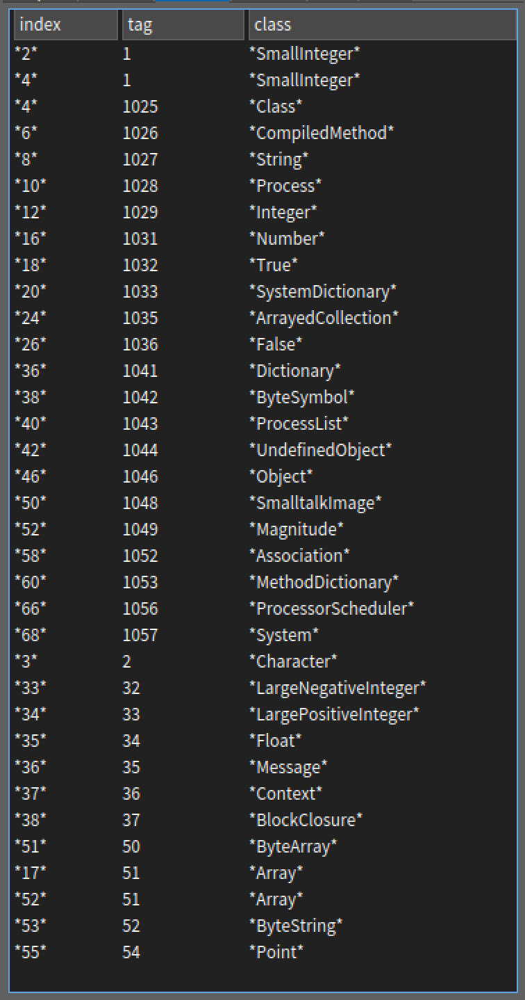 index tag class
*2* 1 *SmallInteger*
*4* 1 *SmallInteger*
*4* 1025 *Class*
*6* 1026 *CompiledMethod*
*8* 1027 *String*
*10* 1028 *Process*
*12* 1029 *Integer*
*16* 1031 *Number*
*18* 1032 *True*
*20* 1033 *SystemDictionary*
*24* 1035 *ArrayedCollection*
*26* 1036 *False*
*36* 1041 *Dictionary*
*38* 1042 *ByteSymbol*
*40* 1043 *ProcessList*
*42* 1044 *UndefinedObject*
*46* 1046 *Object*
*50* 1048 *SmalltalkImage*
*52* 1049 *Magnitude*
*58* 1052 *Association*
*60* 1053 *MethodDictionary*
*66* 1056 *ProcessorScheduler*
*68* 1057 *System*
*3* 2 *Character*
*33* 32 *LargeNegativeInteger*
*34* 33 *LargePositiveInteger*
*35* 34 *Float*
*36* 35 *Message*
*37* 36 *Context*
*38* 37 *BlockClosure*
*51* 50 *ByteArray*
*17* 51 *Array*
*52* 51 *Array*
*53* 52 *ByteString*
*55* 54 *Point*